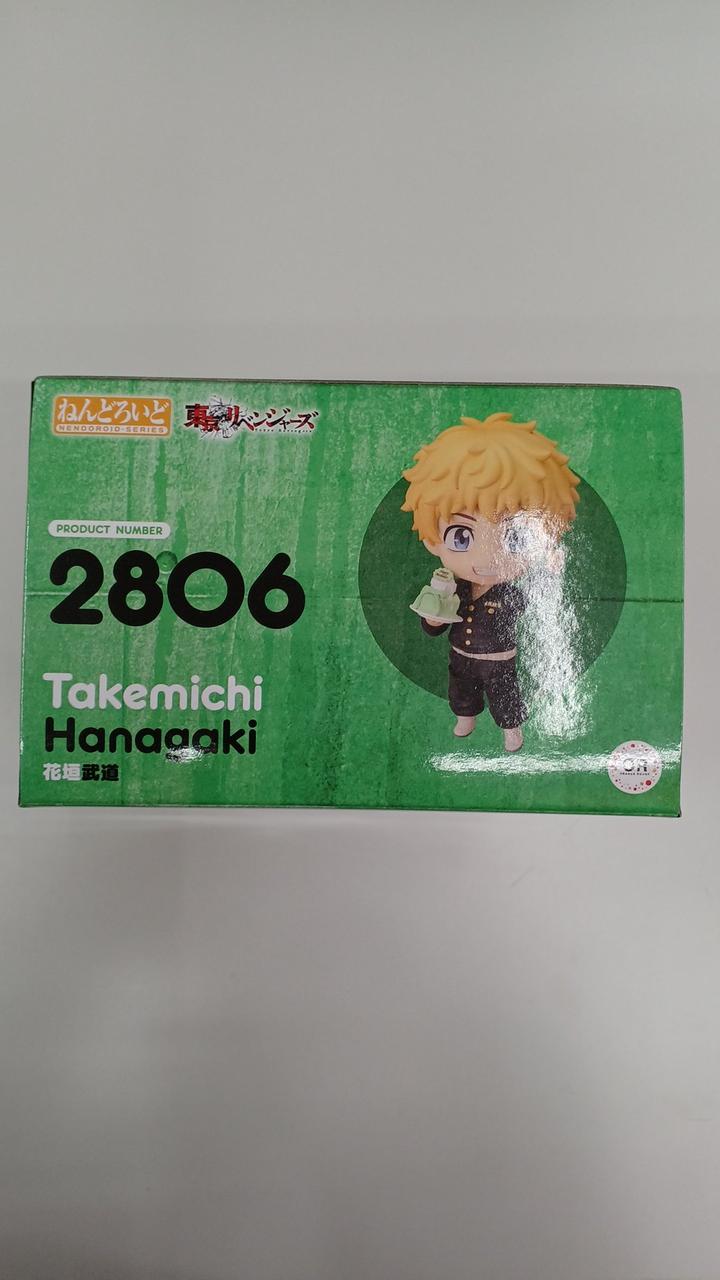 ねんどろいど
NENDOROID-SERIES
東京リベンジャーズ
PRODUCT NUMBER
2806
Takemichi
Hanagaki
花垣武道